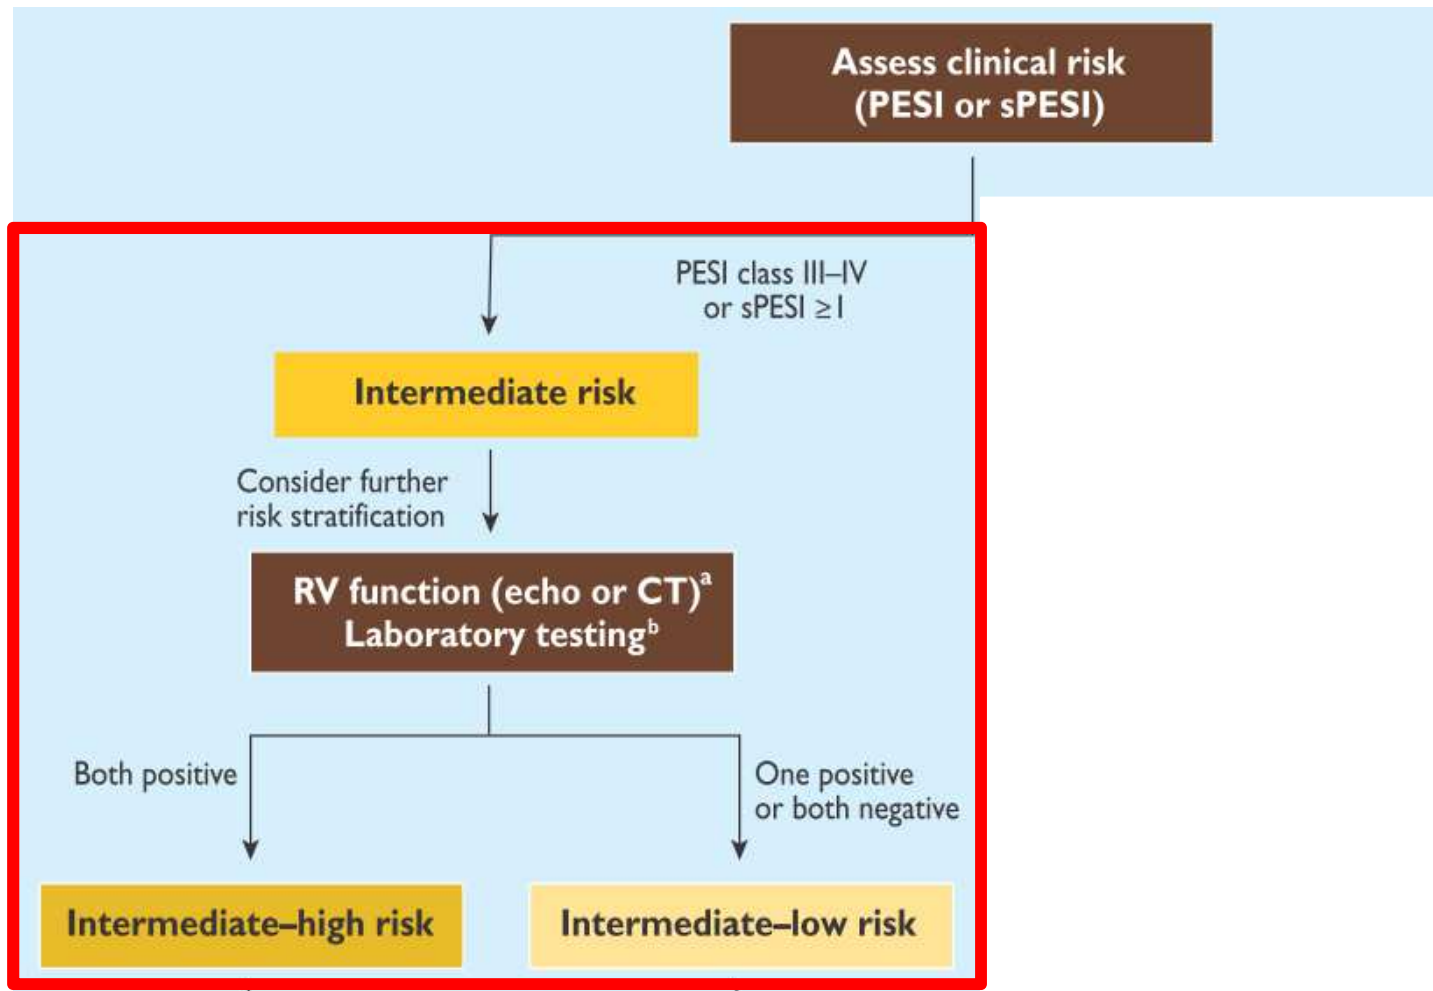 Assess clinical risk
(PESI or sPESI)
PESI class III–IV
or sPESI ≥1
Intermediate risk
Consider further
risk stratification
RV function (echo or CT)ᵃ
Laboratory testingᵇ
Both positive
One positive
or both negative
Intermediate–high risk
Intermediate–low risk